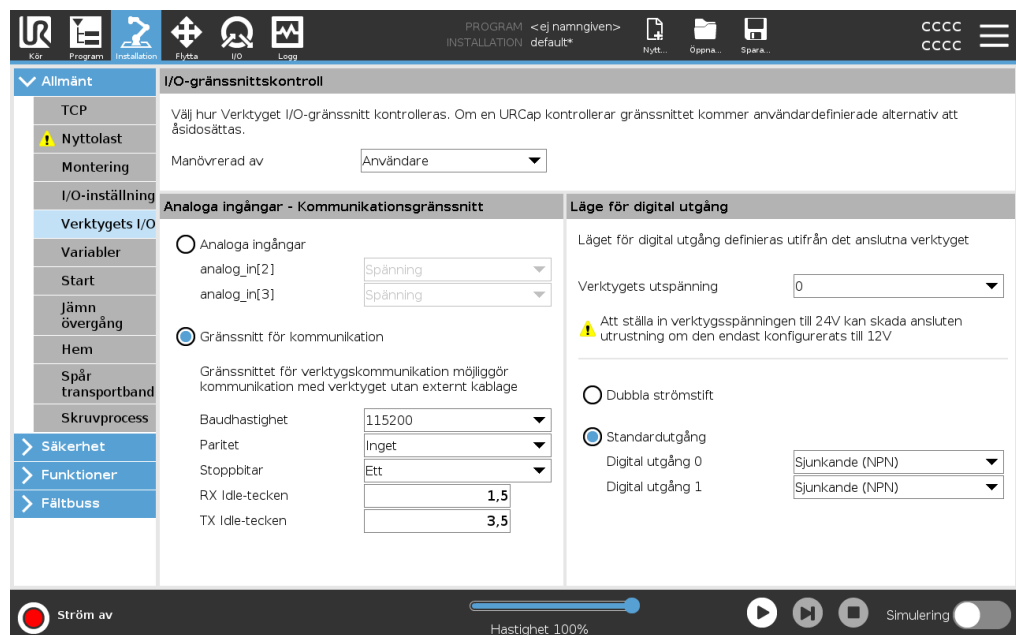 UR
PROGRAM <ej namngiven>
INSTALLATION default*
CCCC
CCCC
Kör Program Installation Flytta I/O Logg Nytt... Öppna... Spara...
Allmänt
TCP
Nyttolast
Montering
I/O-inställning
Verktygets I/O
Variabler
Start
Jämn
övergång
Hem
Spår
transportband
Skruvprocess
Säkerhet
Funktioner
Fältbuss
I/O-gränssnittskontroll
Välj hur Verktyget I/O-gränssnitt kontrolleras. Om en URCap kontrollerar gränssnittet kommer användardefinierade alternativ att
åsidosättas.
Manövrerad av Användare
Analoga ingångar - Kommunikationsgränssnitt
Analoga ingångar
analog_in[2] Spänning
analog_in[3] Spänning
Gränssnitt för kommunikation
Gränssnittet för verktygskommunikation möjliggör
kommunikation med verktyget utan externt kablage
Baudhastighet 115200
Paritet Inget
Stoppbitar Ett
RX Idle-tecken 1,5
TX Idle-tecken 3,5
Läge för digital utgång
Läget för digital utgång definieras utifrån det anslutna verktyget
Verktygets utspänning 0
Att ställa in verktygsspänningen till 24V kan skada ansluten
utrustning om den endast konfigurerats till 12V
Dubbla strömstift
Standardutgång
Digital utgång 0 Sjunkande (NPN)
Digital utgång 1 Sjunkande (NPN)
Ström av
Hastighet 100%
Simulering